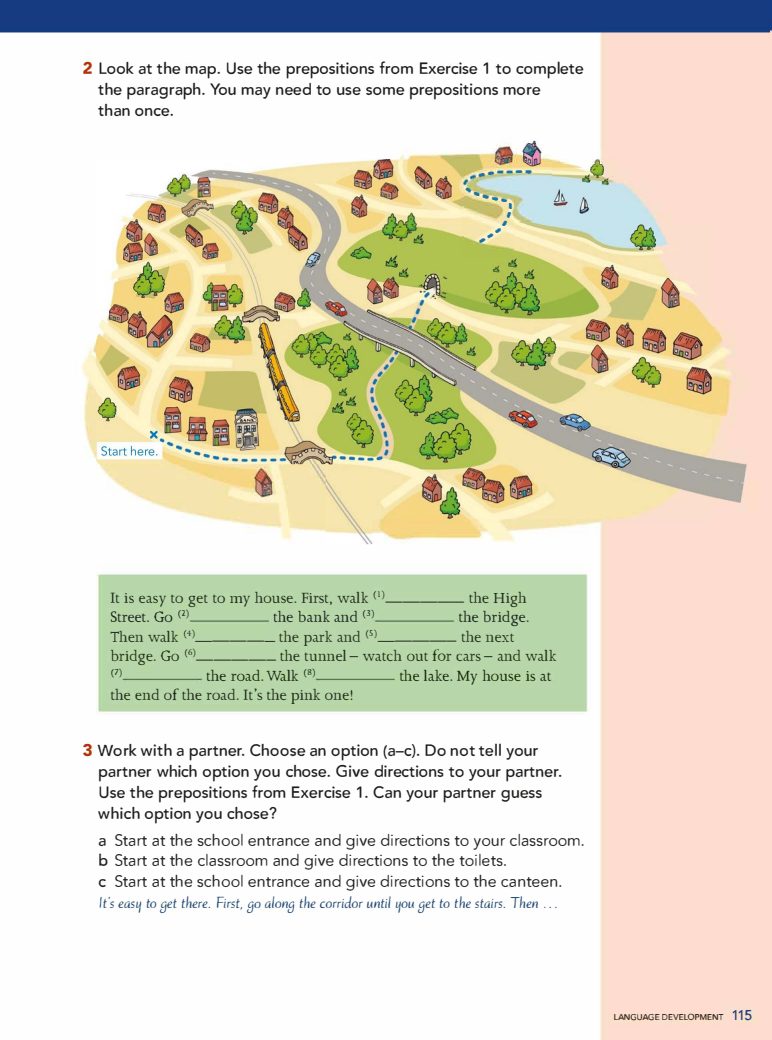 2 Look at the map. Use the prepositions from Exercise 1 to complete
the paragraph. You may need to use some prepositions more
than once.
BANK
Start here.
It is easy to get to my house. First, walk (1)__________ the High
Street. Go (2)__________ the bank and (3)__________ the bridge.
Then walk (4)__________ the park and (5)__________ the next
bridge. Go (6)__________ the tunnel – watch out for cars – and walk
(7)__________ the road. Walk (8)__________ the lake. My house is at
the end of the road. It's the pink one!
3 Work with a partner. Choose an option (a–c). Do not tell your
partner which option you chose. Give directions to your partner.
Use the prepositions from Exercise 1. Can your partner guess
which option you chose?
a Start at the school entrance and give directions to your classroom.
b Start at the classroom and give directions to the toilets.
c Start at the school entrance and give directions to the canteen.
It's easy to get there. First, go along the corridor until you get to the stairs. Then ...
LANGUAGE DEVELOPMENT 115